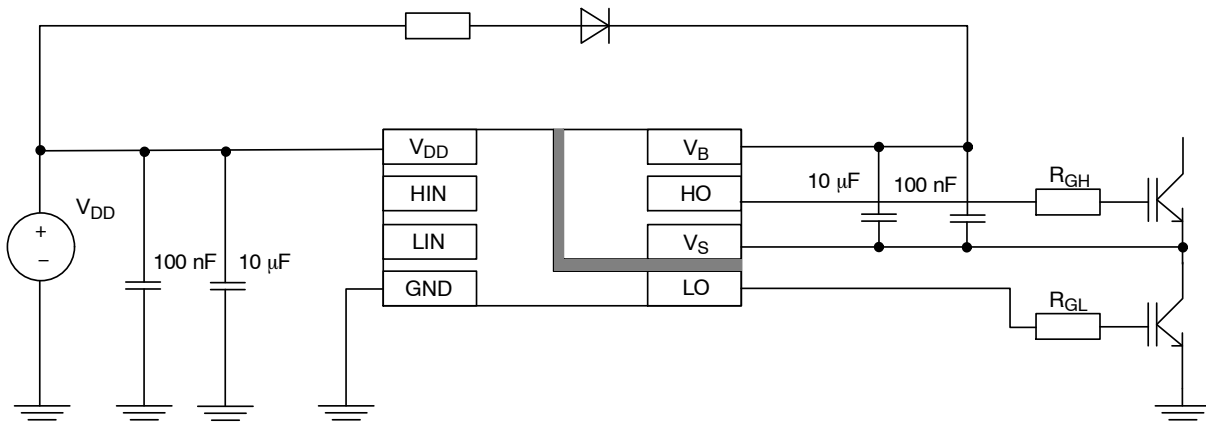 V_DD
V_DD
V_B
HIN
HO
10 μF
100 nF
R_GH
+
−
LIN
V_S
100 nF
10 μF
GND
LO
R_GL